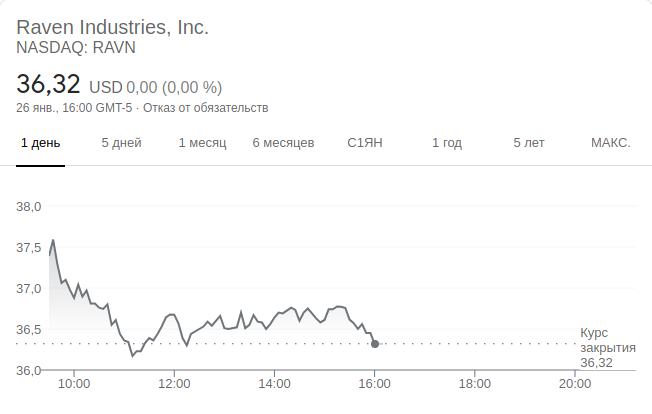 Raven Industries, Inc.
NASDAQ: RAVN
36,32 USD 0,00 (0,00 %)
26 янв., 16:00 GMT-5 · Отказ от обязательств
1 день 5 дней 1 месяц 6 месяцев С1ЯН 1 год 5 лет МАКС.
38,0
37,5
37,0
36,5
36,0
Курс
закрытия
36,32
10:00 12:00 14:00 16:00 18:00 20:00